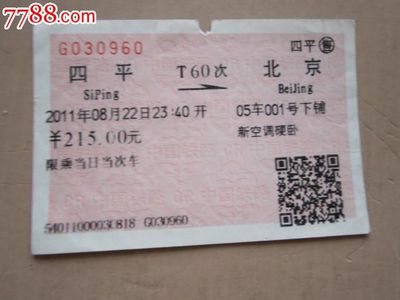 7788.com
G030960
四平㊞
四平 T60次 北京
SiPing BeiJing
2011年08月22日23:40开 05车001号下铺
¥215.00元 新空调硬卧
限乘当日当次车
54011000030818 G030960